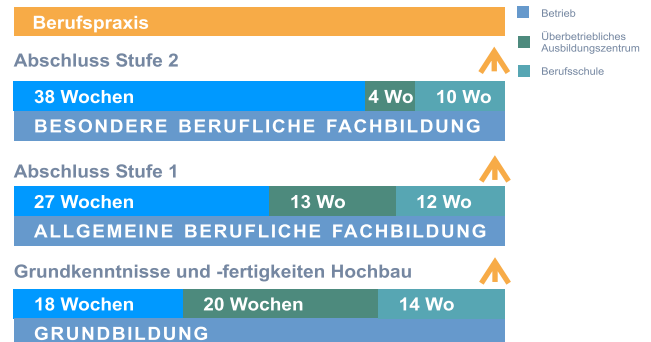 Berufspraxis
Betrieb
Überbetriebliches
Ausbildungszentrum
Berufsschule
Abschluss Stufe 2
38 Wochen 4 Wo 10 Wo
BESONDERE BERUFLICHE FACHBILDUNG
Abschluss Stufe 1
27 Wochen 13 Wo 12 Wo
ALLGEMEINE BERUFLICHE FACHBILDUNG
Grundkenntnisse und -fertigkeiten Hochbau
18 Wochen 20 Wochen 14 Wo
GRUNDBILDUNG